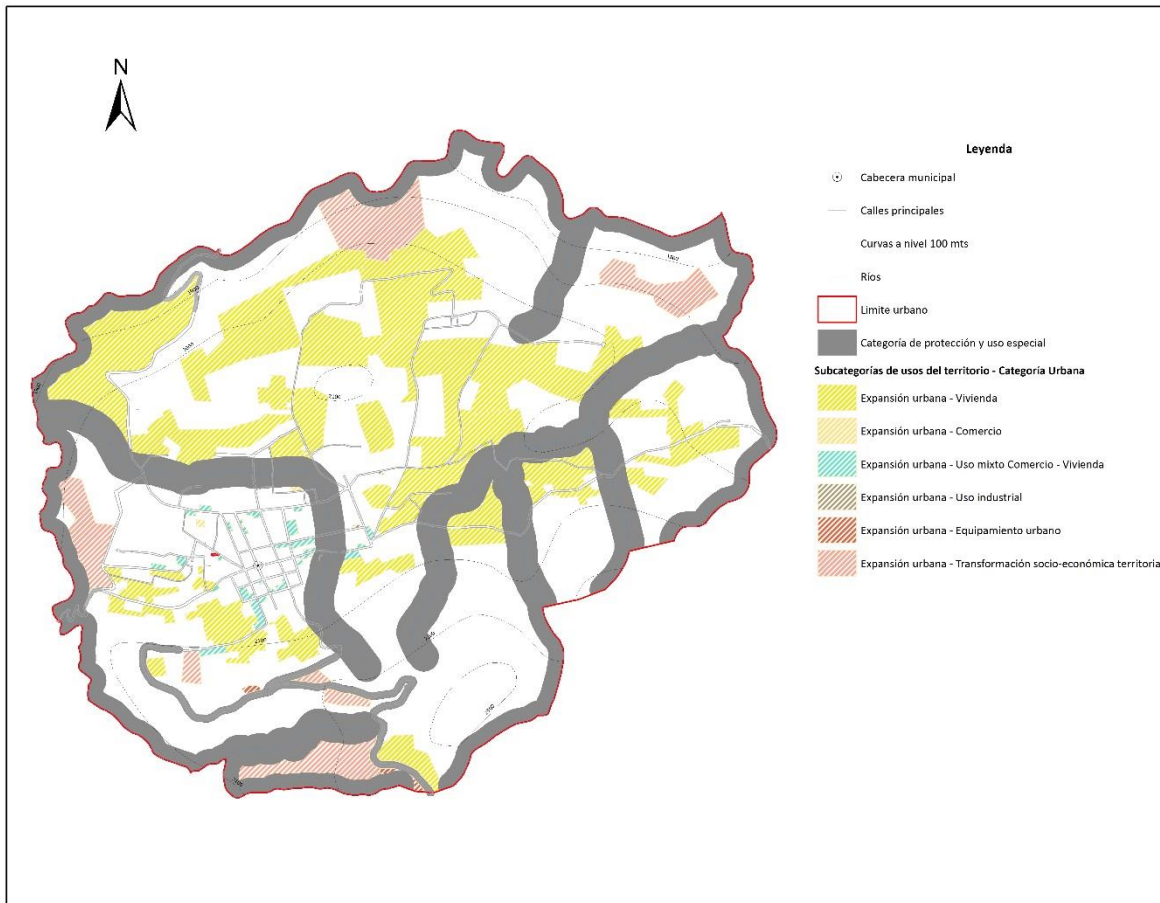 N
Leyenda
Cabecera municipal
Calles principales
Curvas a nivel 100 mts
Ríos
Limite urbano
Categoría de protección y uso especial
Subcategorías de usos del territorio - Categoría Urbana
Expansión urbana - Vivienda
Expansión urbana - Comercio
Expansión urbana - Uso mixto Comercio - Vivienda
Expansión urbana - Uso industrial
Expansión urbana - Equipamiento urbano
Expansión urbana - Transformación socio-económica territoria